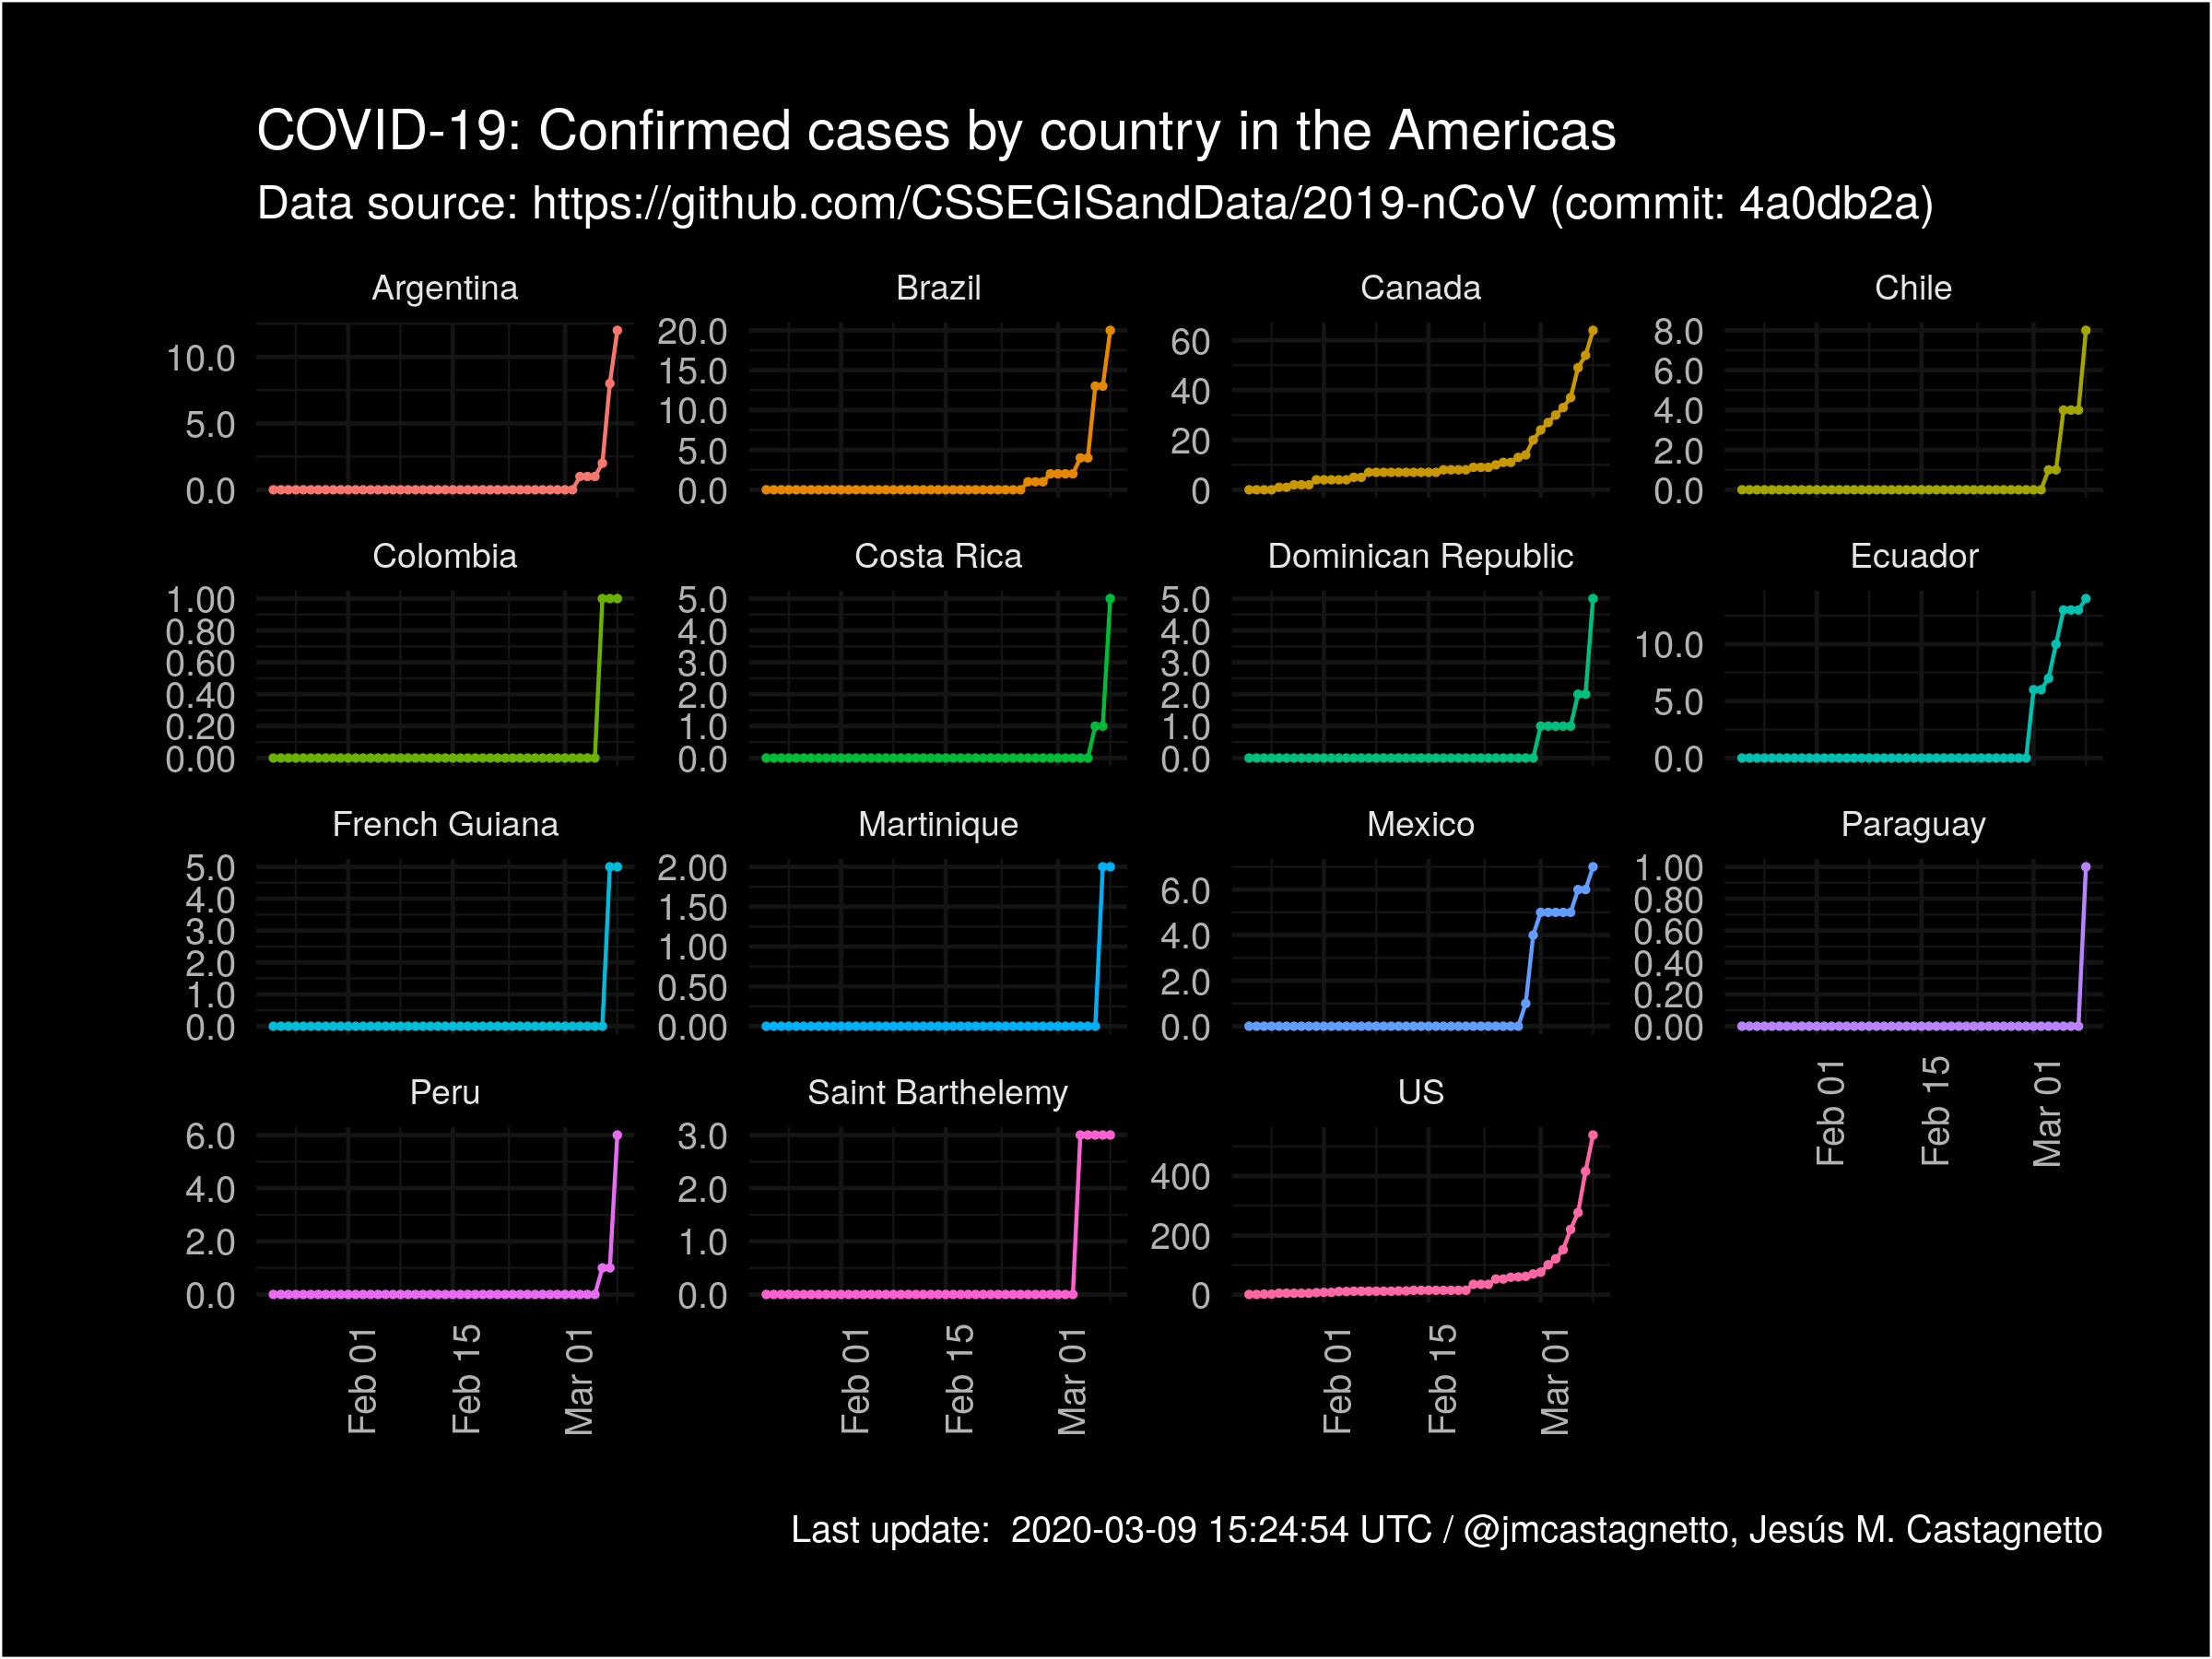 COVID-19: Confirmed cases by country in the Americas
Data source: https://github.com/CSSEGISandData/2019-nCoV (commit: 4a0db2a)
Argentina
10.0
5.0
0.0
Brazil
20.0
15.0
10.0
5.0
0.0
Canada
60
40
20
0
Chile
8.0
6.0
4.0
2.0
0.0
Colombia
1.00
0.80
0.60
0.40
0.20
0.00
Costa Rica
5.0
4.0
3.0
2.0
1.0
0.0
Dominican Republic
5.0
4.0
3.0
2.0
1.0
0.0
Ecuador
10.0
5.0
0.0
French Guiana
5.0
4.0
3.0
2.0
1.0
0.0
Martinique
2.00
1.50
1.00
0.50
0.00
Mexico
6.0
4.0
2.0
0.0
Paraguay
1.00
0.80
0.60
0.40
0.20
0.00
Feb 01
Feb 15
Mar 01
Peru
6.0
4.0
2.0
0.0
Feb 01
Feb 15
Mar 01
Saint Barthelemy
3.0
2.0
1.0
0.0
Feb 01
Feb 15
Mar 01
US
400
200
0
Feb 01
Feb 15
Mar 01
Last update:  2020-03-09 15:24:54 UTC / @jmcastagnetto, Jesús M. Castagnetto